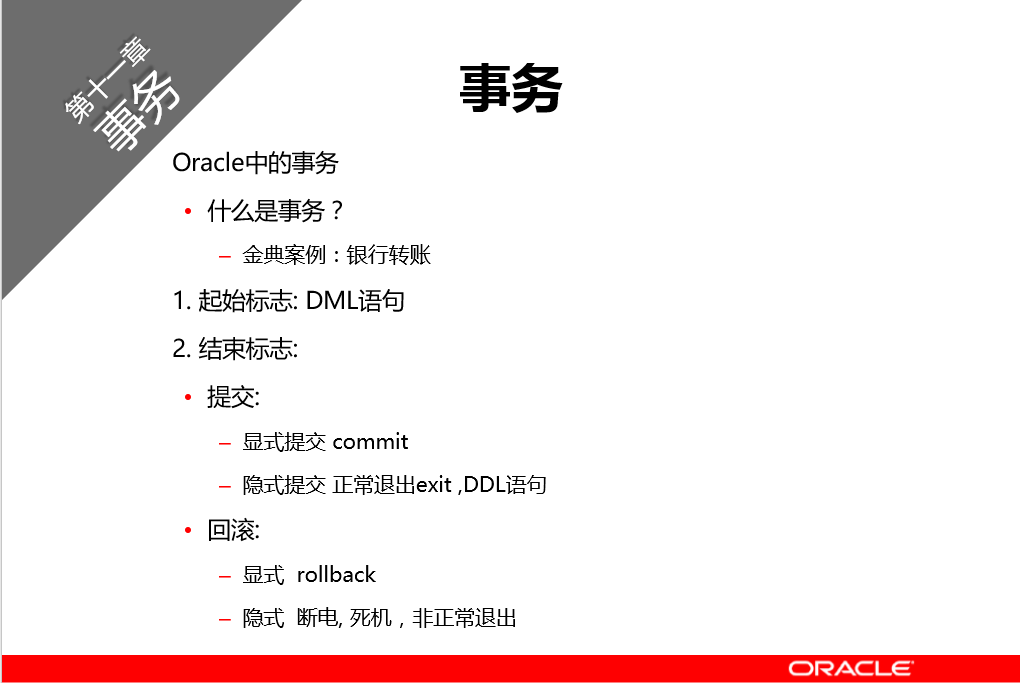 第十一章
事务
事务
Oracle中的事务
• 什么是事务？
– 金典案例：银行转账
1. 起始标志: DML语句
2. 结束标志:
• 提交:
– 显式提交 commit
– 隐式提交 正常退出exit ,DDL语句
• 回滚:
– 显式 rollback
– 隐式 断电, 死机，非正常退出
ORACLE